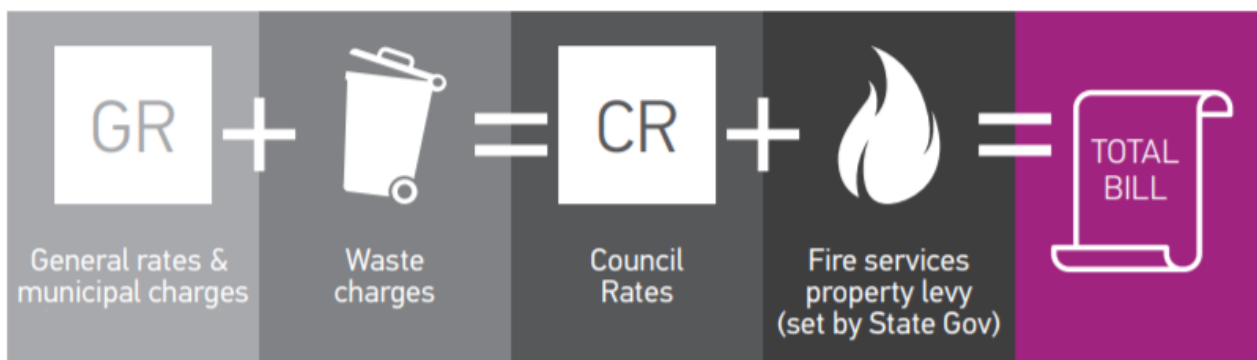 GR
+
=
CR
+
=
TOTAL
BILL
General rates &
municipal charges
Waste
charges
Council
Rates
Fire services
property levy
(set by State Gov)